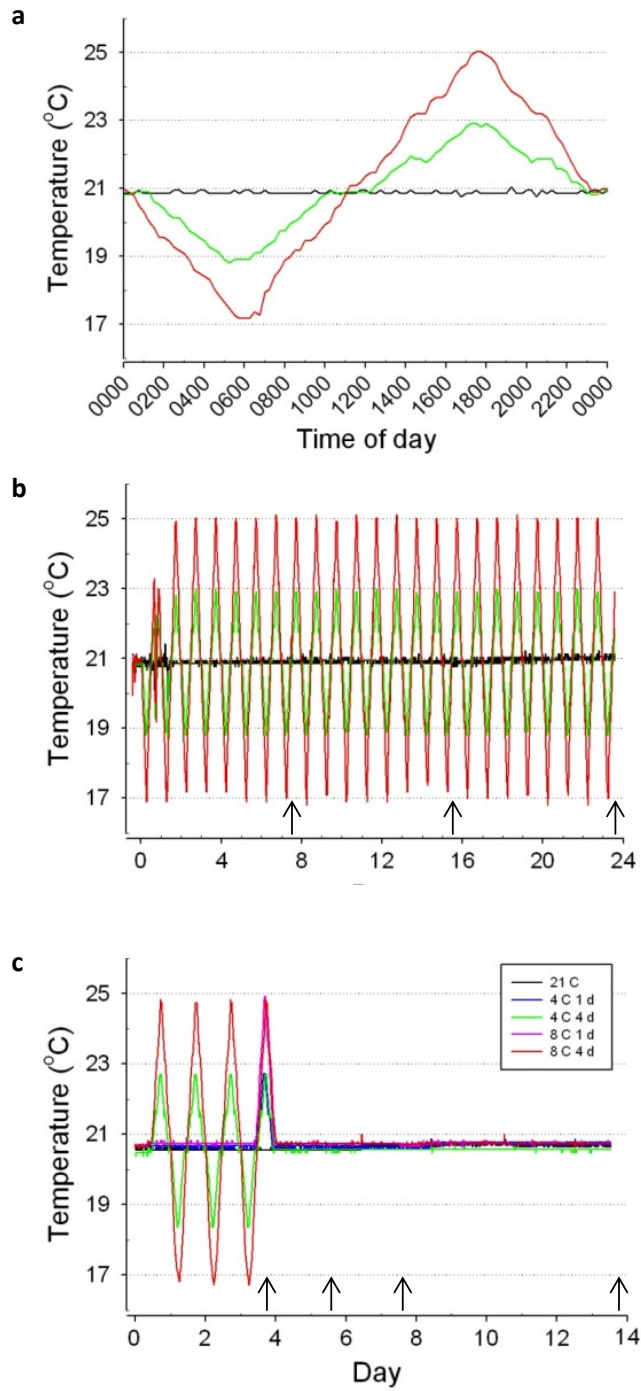 a
Temperature (°C)
25
23
21
19
17
0000 0200 0400 0600 0800 1000 1200 1400 1600 1800 2000 2200 0000
Time of day
b
Temperature (°C)
25
23
21
19
17
0 4 8 12 16 20 24
c
Temperature (°C)
25
23
21
19
17
21 C
4 C 1 d
4 C 4 d
8 C 1 d
8 C 4 d
0 2 4 6 8 10 12 14
Day